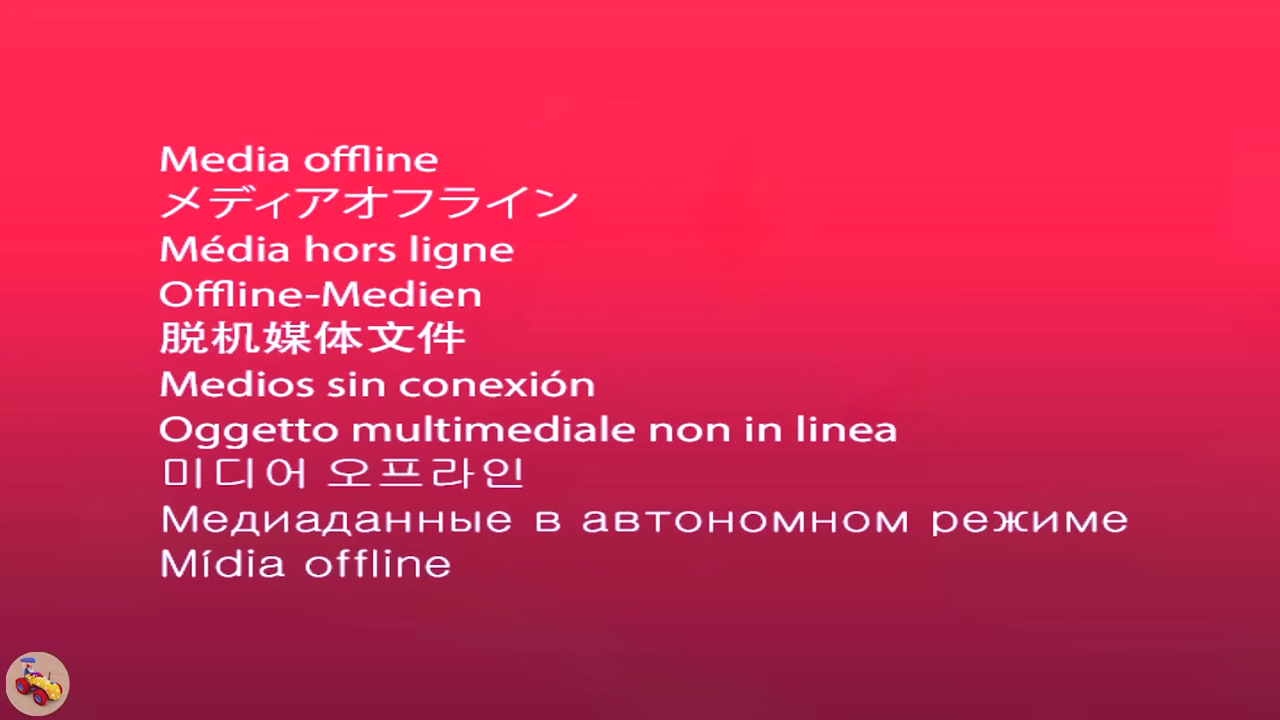 Media offline
メディアオフライン
Média hors ligne
Offline-Medien
脱机媒体文件
Medios sin conexión
Oggetto multimediale non in linea
미디어 오프라인
Медиаданные в автономном режиме
Mídia offline